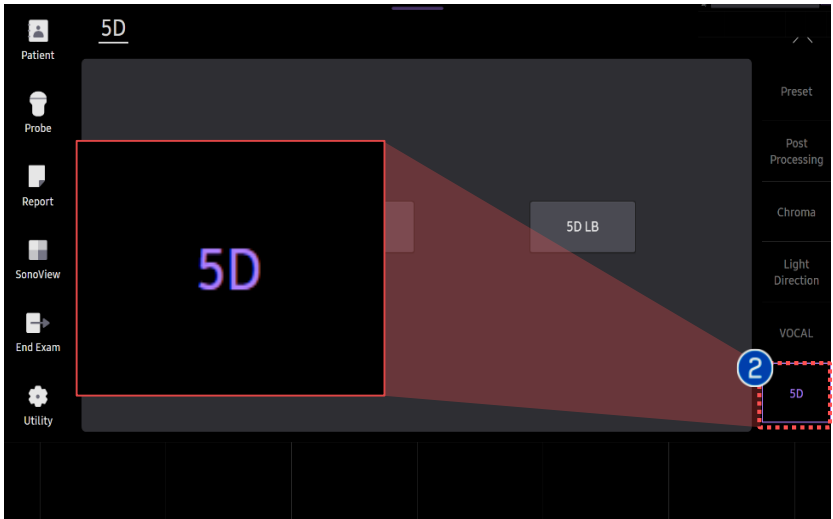 5D
Patient
Probe
Report
SonoView
End Exam
Utility
5D
5D LB
Preset
Post
Processing
Chroma
Light
Direction
VOCAL
2
5D